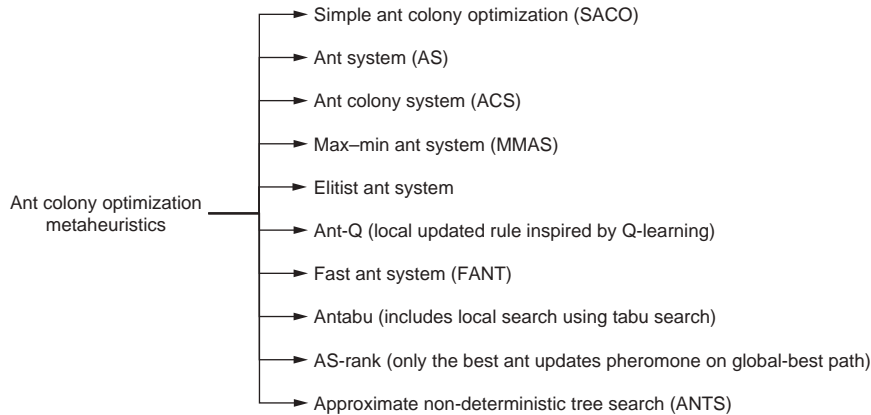 Simple ant colony optimization (SACO)
Ant system (AS)
Ant colony system (ACS)
Max–min ant system (MMAS)
Elitist ant system
Ant colony optimization
metaheuristics
Ant-Q (local updated rule inspired by Q-learning)
Fast ant system (FANT)
Antabu (includes local search using tabu search)
AS-rank (only the best ant updates pheromone on global-best path)
Approximate non-deterministic tree search (ANTS)